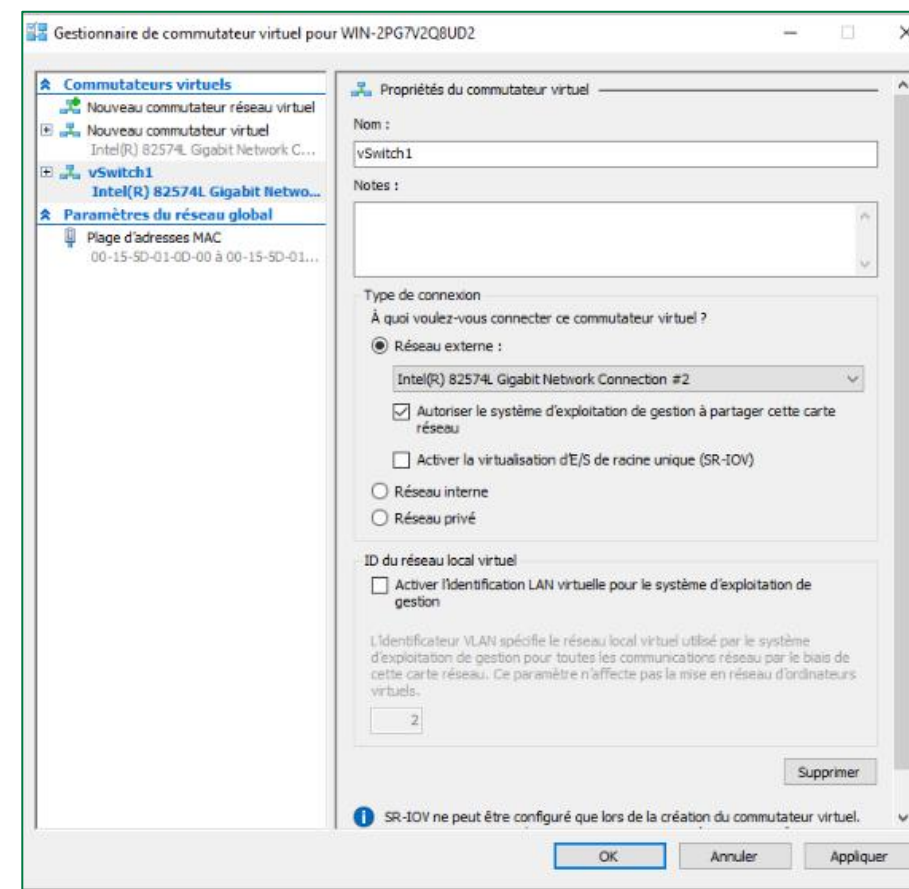 Gestionnaire de commutateur virtuel pour WIN-2PG7V2Q8UD2
Commutateurs virtuels
Nouveau commutateur réseau virtuel
Nouveau commutateur virtuel
Intel(R) 82574L Gigabit Network C...
vSwitch1
Intel(R) 82574L Gigabit Netwo...
Paramètres du réseau global
Plage d'adresses MAC
00-15-5D-01-0D-00 à 00-15-5D-01...
Propriétés du commutateur virtuel
Nom :
vSwitch1
Notes :
Type de connexion
À quoi voulez-vous connecter ce commutateur virtuel ?
Réseau externe :
Intel(R) 82574L Gigabit Network Connection #2
Autoriser le système d'exploitation de gestion à partager cette carte
réseau
Activer la virtualisation d'E/S de racine unique (SR-IOV)
Réseau interne
Réseau privé
ID du réseau local virtuel
Activer l'identification LAN virtuelle pour le système d'exploitation de
gestion
L'identificateur VLAN spécifie le réseau local virtuel utilisé par le système
d'exploitation de gestion pour toutes les communications réseau par le biais de
cette carte réseau. Ce paramètre n'affecte pas la mise en réseau d'ordinateurs
virtuels.
2
Supprimer
SR-IOV ne peut être configuré que lors de la création du commutateur virtuel.
OK
Annuler
Appliquer